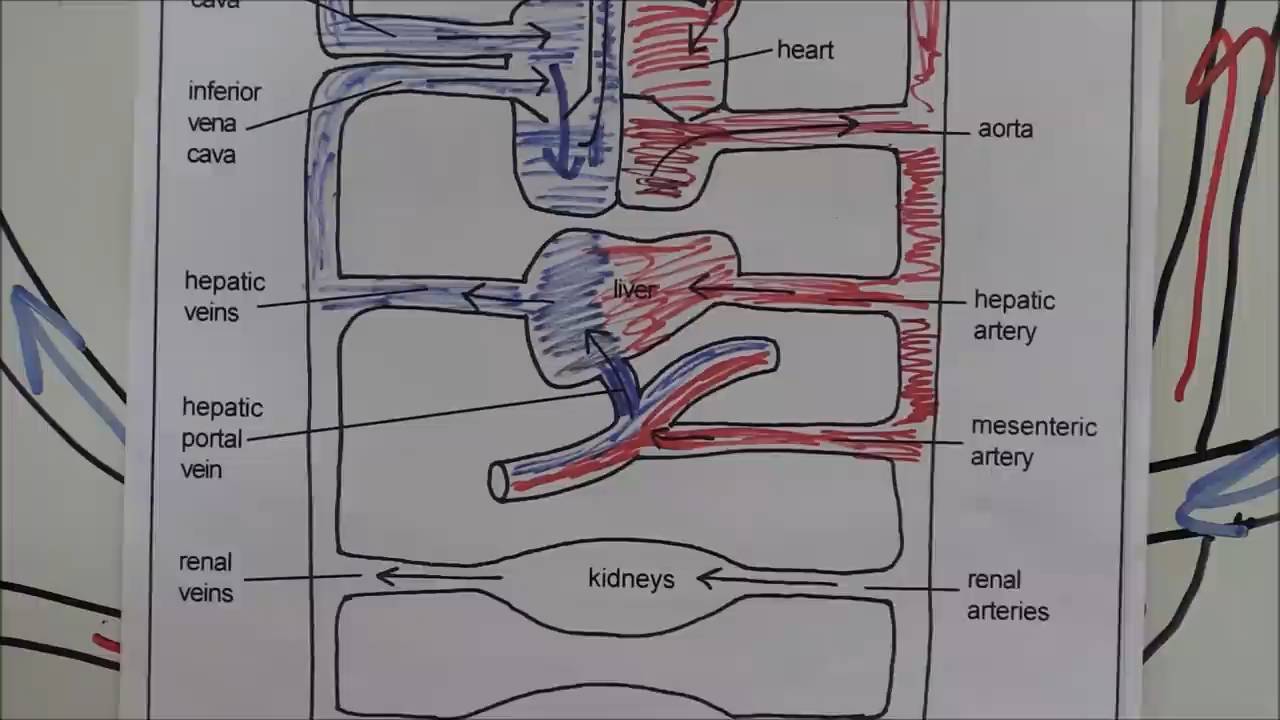 cava
heart
inferior
vena
cava
aorta
hepatic
veins
liver
hepatic
artery
hepatic
portal
vein
mesenteric
artery
renal
veins
kidneys
renal
arteries